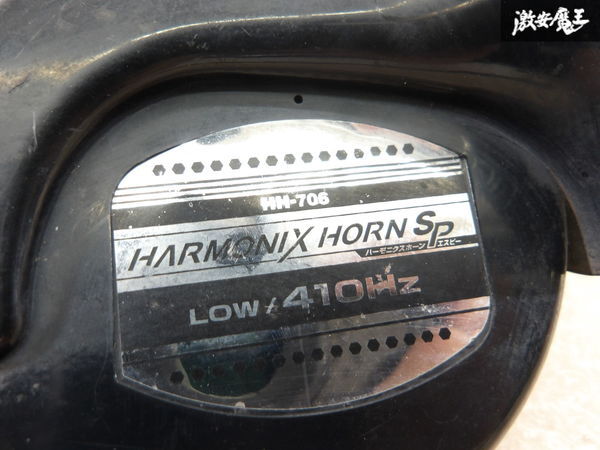 激安魔王
HH-706
HARMONIX HORN SP
ハーモニクスホーン エスピー
LOW / 410Hz